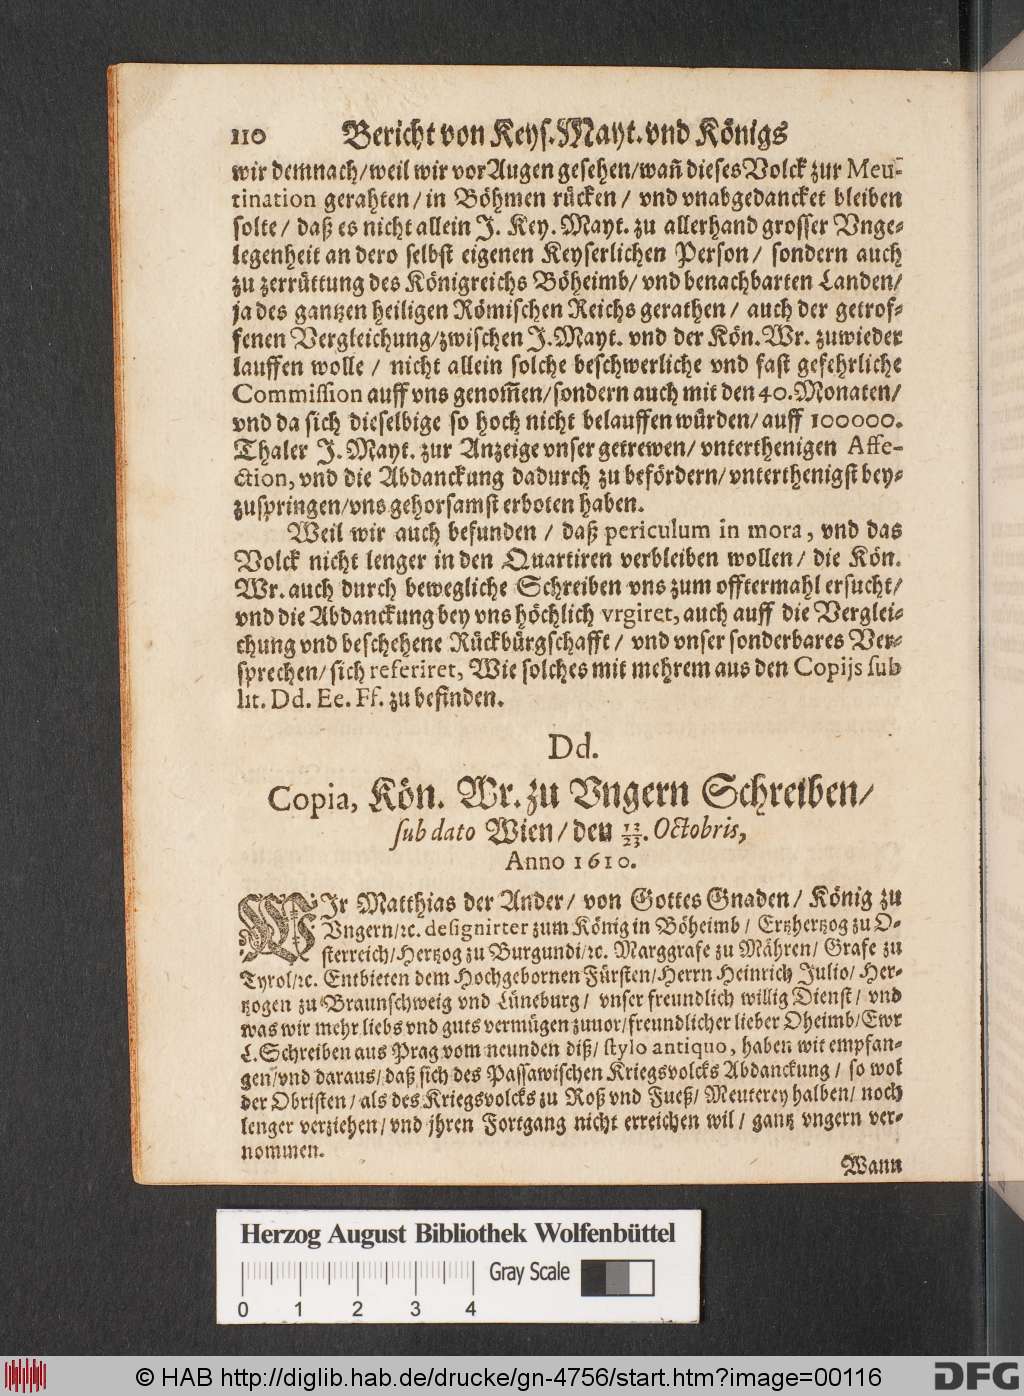 110 Bericht von Keys. Mayt. vnd Königs
wir demnach/weil wir vor Augen gesehen/wañ dieses Volck zur Meu-
tination gerahten/ in Böhmen rücken / vnd vnabgedancket bleiben
solte / daß es nicht allein J. Key. Mayt. zu allerhand grosser Vnge-
legenheit an dero selbst eigenen Keyserlichen Person / sondern auch
zu zerrüttung des Königreichs Böheimb/ vnd benachbarten Landen/
ja des gantzen heiligen Römischen Reichs gerathen / auch der getrof-
fenen Vergleichung/zwischen J. Mayt. vnd der Kön. Wr. zuwieder
lauffen wolle / nicht allein solche beschwerliche vnd fast gefehrliche
Commission auff vns genom̃en/sondern auch mit den 40. Monaten/
vnd da sich dieselbige so hoch nicht belauffen würden/ auff 100000.
Thaler J. Mayt. zur Anzeige vnser getrewen/ vnterthenigen Affe-
ction, vnd die Abdanckung dadurch zu befördern/ vnterthenigst bey-
zuspringen/vns gehorsamst erboten haben.
Weil wir auch befunden / daß periculum in mora, vnd das
Volck nicht lenger in den Quartiren verbleiben wollen/ die Kön.
Wr. auch durch bewegliche Schreiben vns zum offtermahl ersucht/
vnd die Abdanckung bey vns höchlich vrgiret, auch auff die Verglei-
chung vnd beschehene Rückbürgschafft / vnd vnser sonderbares Ver-
sprechen/ sich referiret, Wie solches mit mehrem aus den Copijs sub
lit. Dd. Ee. Ff. zu befinden.
Dd.
Copia, Kön. Wr. zu Vngern Schreiben/
sub dato Wien/ den 12/23. Octobris,
Anno 1610.
WJr Matthias der Ander/ von Gottes Gnaden/ König zu
Vngern/ꝛc. designirter zum König in Böheimb / Ertzhertzog zu O-
sterreich/Hertzog zu Burgundi/ꝛc. Marggrafe zu Mähren/ Grafe zu
Tyrol/ꝛc. Entbieten dem Hochgebornen Fürsten/Herrn Heinrich Julio/ Her-
tzogen zu Braunschweig vnd Lüneburg/ vnser freundlich willig Dienst/ vnd
was wir mehr liebs vnd guts vermügen zuuor/freundlicher lieber Oheimb/Ewr
L. Schreiben aus Prag vom neunden diß/ stylo antiquo, haben wit empfan-
gen/vnd daraus/ daß sich des Passawischen Kriegsvolcks Abdanckung / so wol
der Obristen/ als des Kriegsvolcks zu Roß vnd Fueß/ Meuterey halben/ noch
lenger verziehen/ vnd jhren Fortgang nicht erreichen wil/ gantz vngern ver-
nommen.
Wann
Herzog August Bibliothek Wolfenbüttel
Gray Scale
0 1 2 3 4
© HAB http://diglib.hab.de/drucke/gn-4756/start.htm?image=00116
DFG